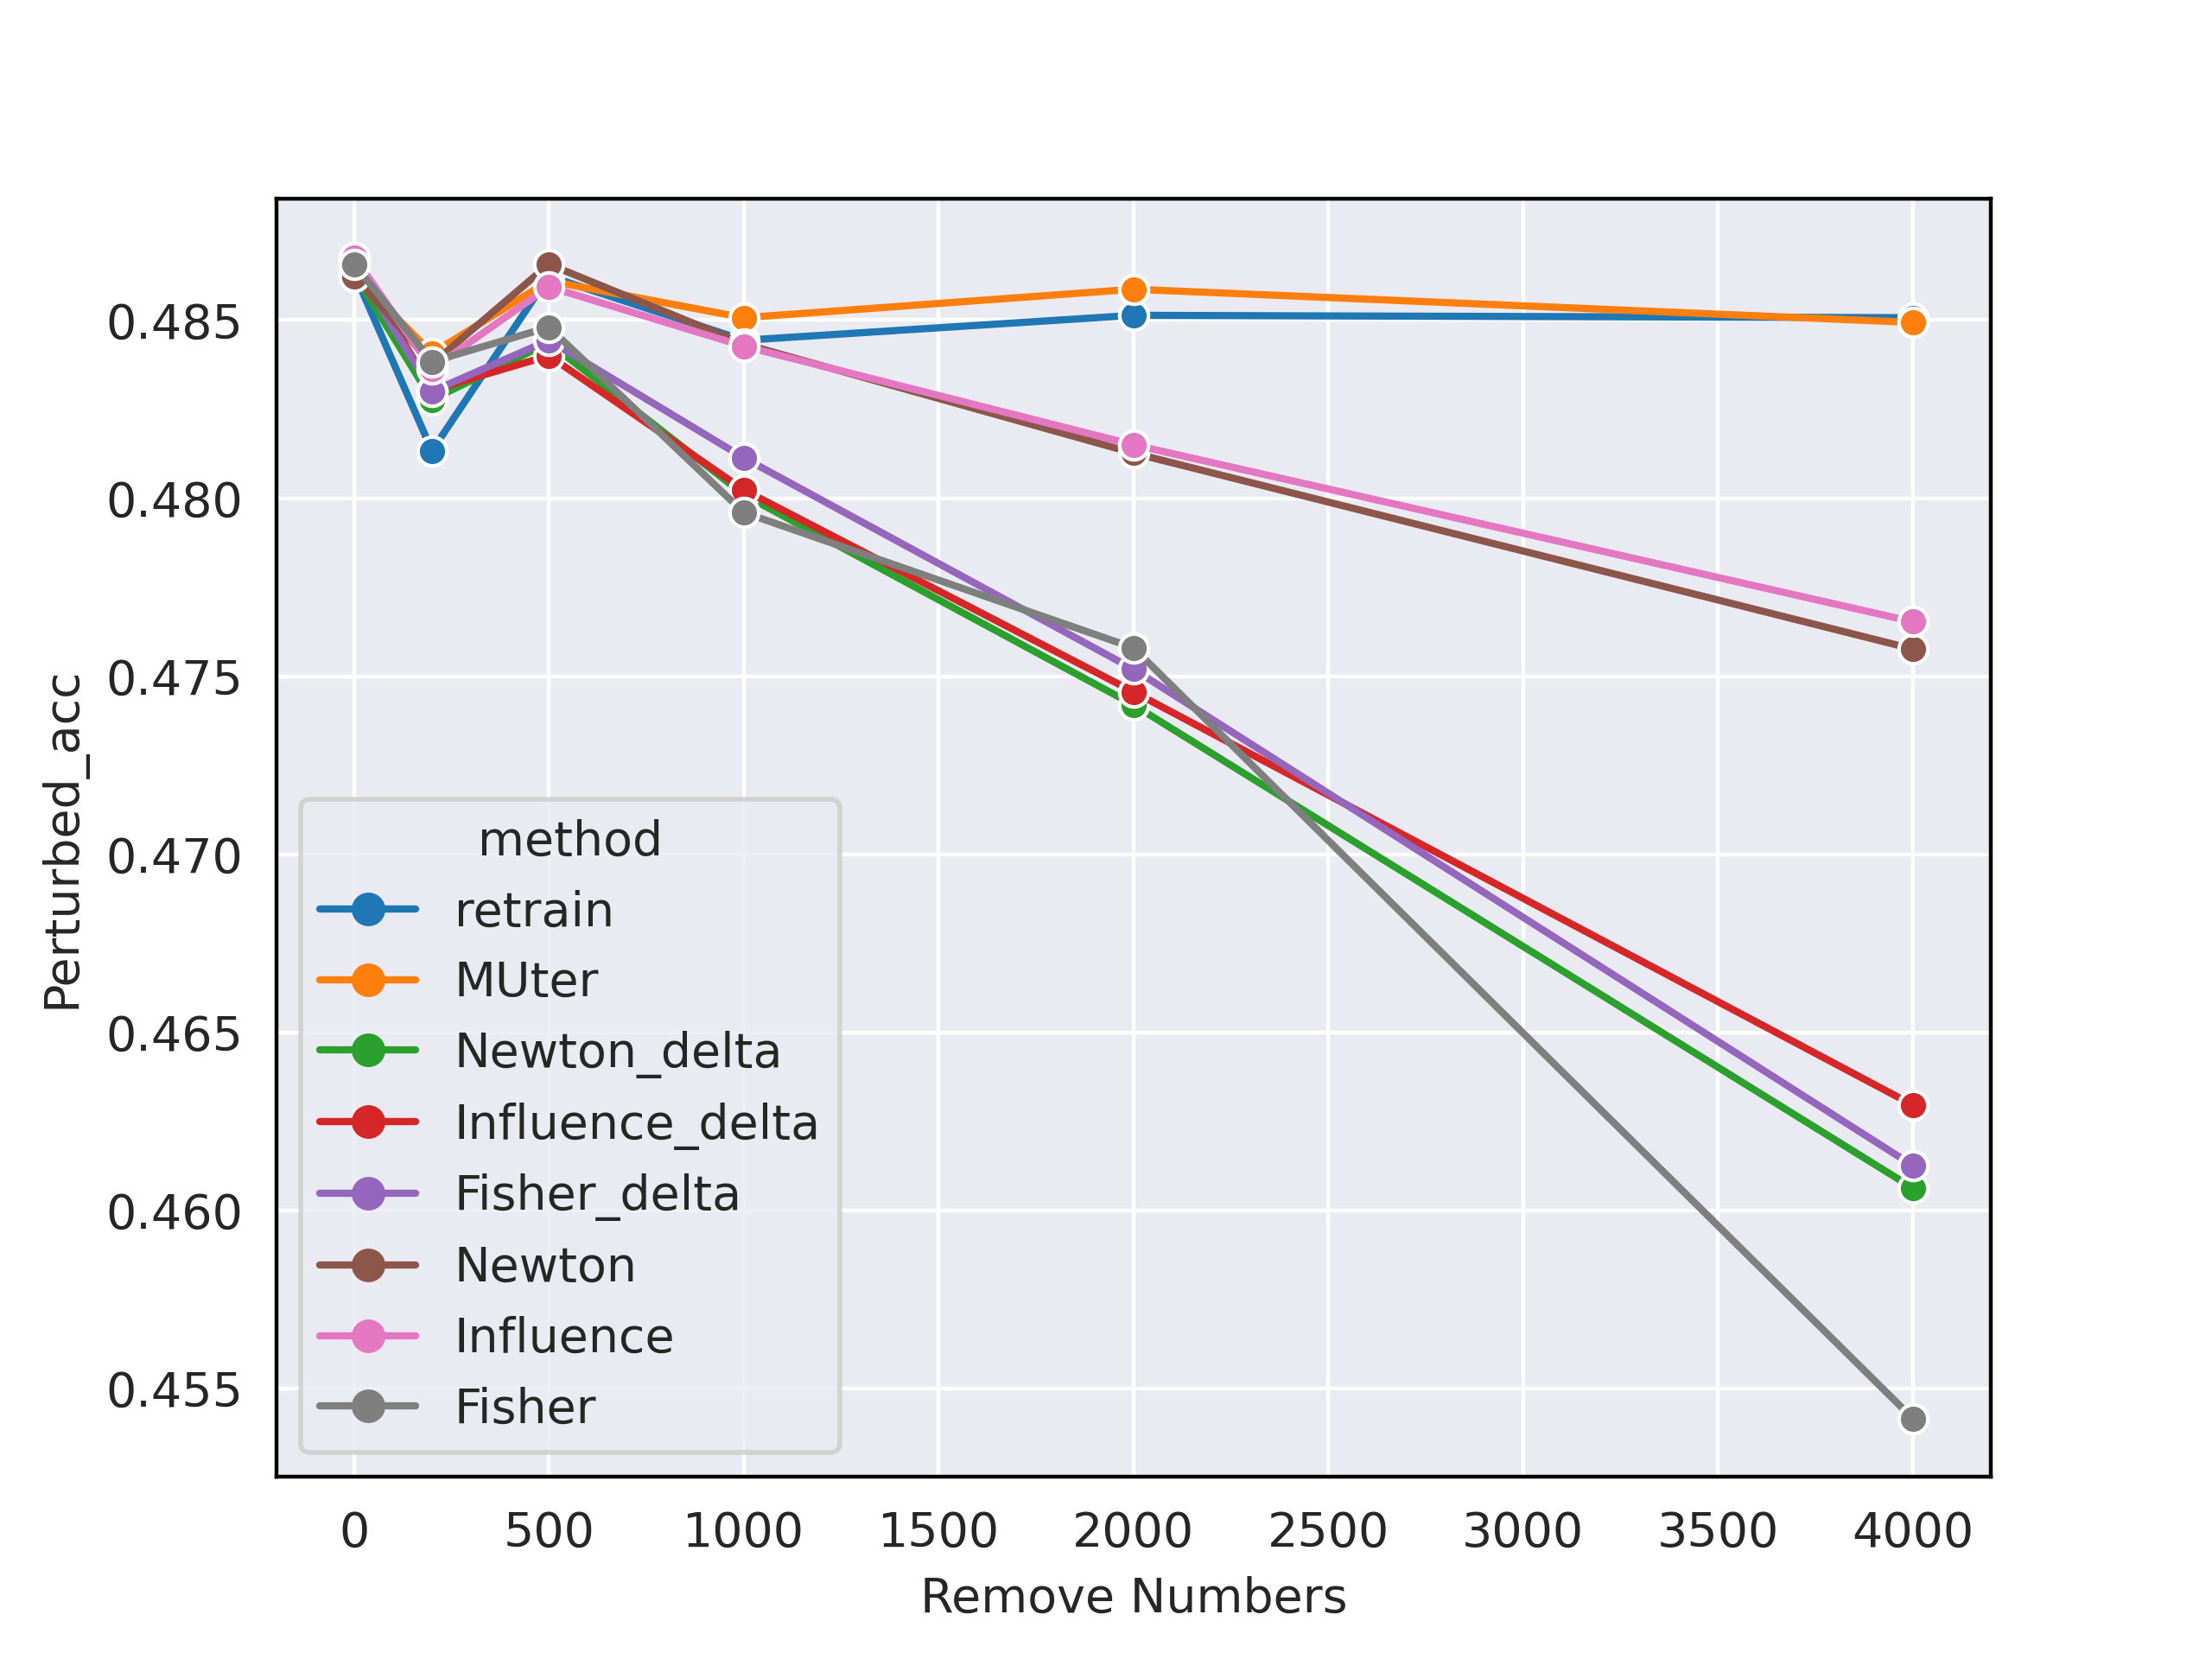 0.485
0.480
0.475
0.470
0.465
0.460
0.455
Perturbed_acc
method
retrain
MUter
Newton_delta
Influence_delta
Fisher_delta
Newton
Influence
Fisher
0 500 1000 1500 2000 2500 3000 3500 4000
Remove Numbers